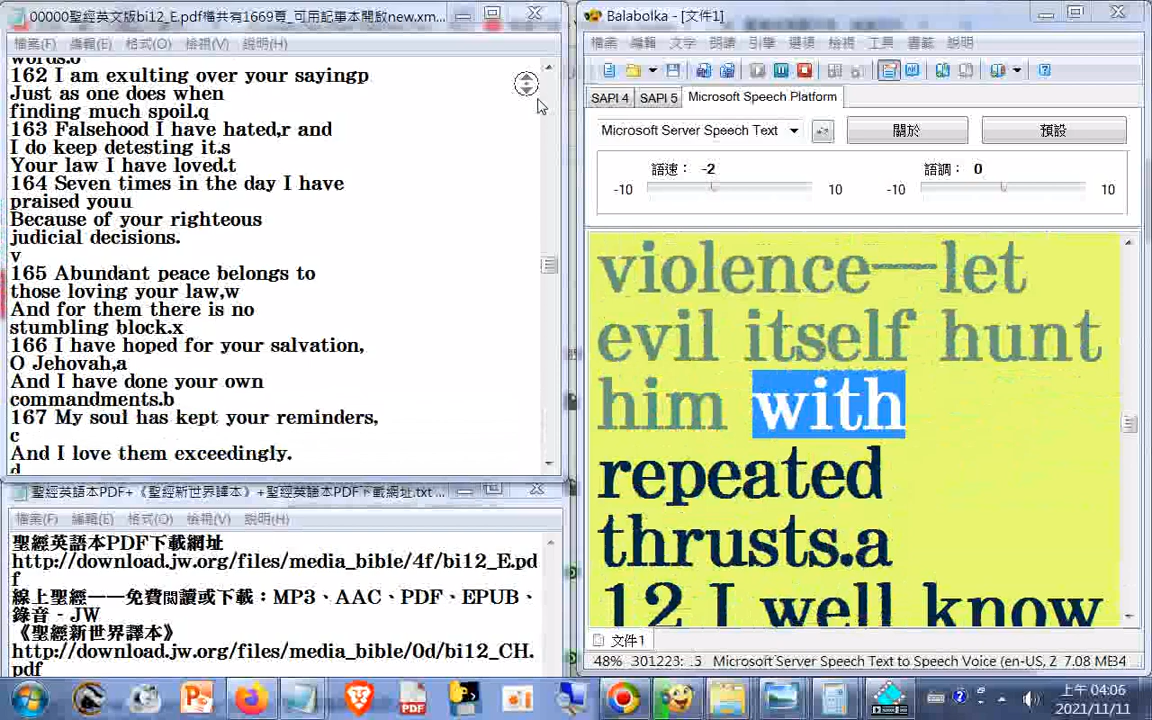 00000聖經英文版bi12_E.pdf檔共有1669頁_可用記事本開啟new.xm...
檔案(F) 編輯(E) 格式(O) 檢視(V) 說明(H)
words.o
162 I am exulting over your sayingp
Just as one does when
finding much spoil.q
163 Falsehood I have hated,r and
I do keep detesting it.s
Your law I have loved.t
164 Seven times in the day I have
praised youu
Because of your righteous
judicial decisions.
v
165 Abundant peace belongs to
those loving your law,w
And for them there is no
stumbling block.x
166 I have hoped for your salvation,
O Jehovah,a
And I have done your own
commandments.b
167 My soul has kept your reminders,
c
And I love them exceedingly.
d
聖經英語本PDF+《聖經新世界譯本》+聖經英語本PDF下載網址.txt ...
檔案(F) 編輯(E) 格式(O) 檢視(V) 說明(H)
聖經英語本PDF下載網址
http://download.jw.org/files/media_bible/4f/bi12_E.pd
f
線上聖經——免費閱讀或下載：MP3、AAC、PDF、EPUB、
錄音 - JW
《聖經新世界譯本》
http://download.jw.org/files/media_bible/0d/bi12_CH.
pdf
Balabolka - [文件1]
檔案 編輯 文字 朗讀 引擎 選項 檢視 工具 書籤 說明
SAPI 4 SAPI 5 Microsoft Speech Platform
Microsoft Server Speech Text 關於 預設
語速： -2 語調： 0
-10 10 -10 10
violence—let
evil itself hunt
him with
repeated
thrusts.a
12 I well know
文件1
48% 301223: .5 Microsoft Server Speech Text to Speech Voice (en-US, 2 7.08 MB34
上午 04:06
2021/11/11